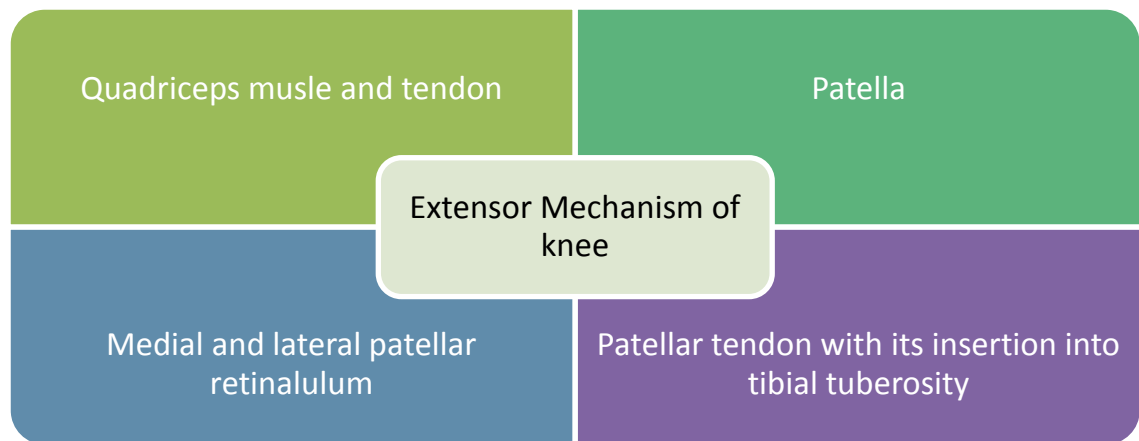 Quadriceps musle and tendon
Patella
Extensor Mechanism of
knee
Medial and lateral patellar
retinalulum
Patellar tendon with its insertion into
tibial tuberosity